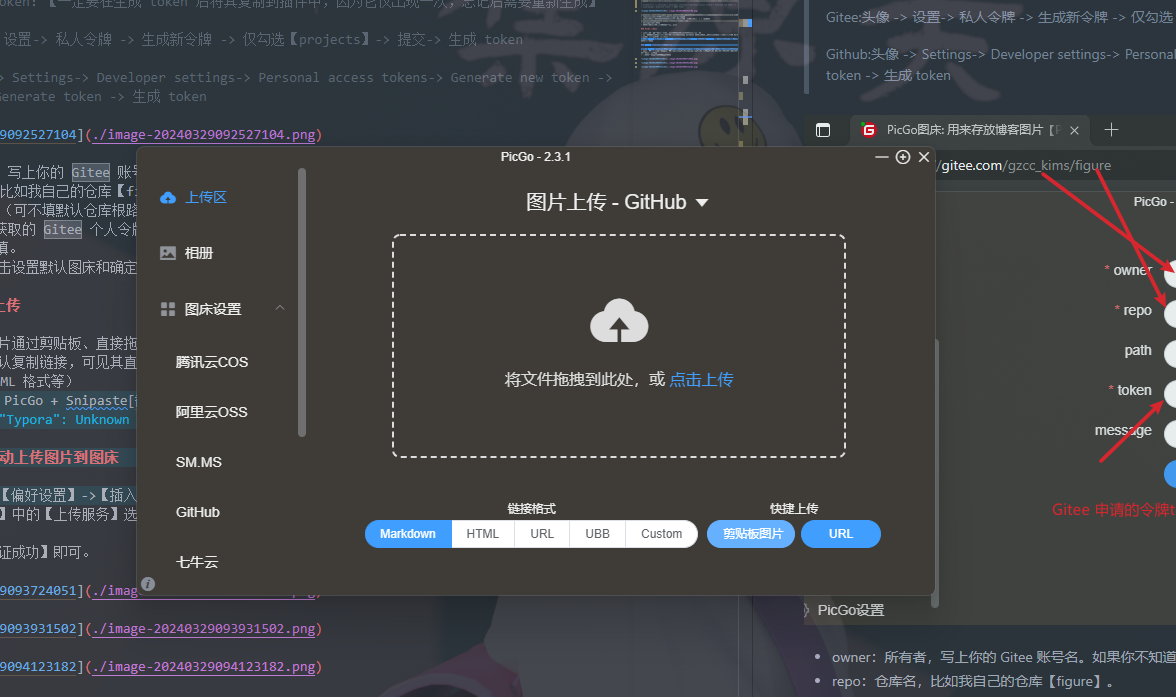 oken:【一定要在生成 token 后将其复制到插件中，因为它仅出现一次，忘记后需要重新生成】
设置-> 私人令牌 -> 生成新令牌 -> 仅勾选【projects】-> 提交-> 生成 token
> Settings-> Developer settings-> Personal access tokens-> Generate new token ->
Generate token -> 生成 token
9092527104](./image-20240329092527104.png)
写上你的 Gitee 账号
比如我自己的仓库【fi
（可不填默认仓库根路
获取的 Gitee 个人令牌
填。
击设置默认图床和确定
上传
片通过剪贴板、直接拖
认复制链接，可见其直
ML 格式等）
PicGo + Snipaste[
"Typora": Unknown
动上传图片到图床
【偏好设置】->【插入
】中的【上传服务】选
证成功】即可。
9093724051](./imag
9093931502](./image-20240329093931502.png)
9094123182](./image-20240329094123182.png)
PicGo - 2.3.1
上传区
相册
图床设置
腾讯云COS
阿里云OSS
SM.MS
GitHub
七牛云
图片上传 - GitHub
将文件拖拽到此处，或 点击上传
链接格式
快捷上传
Markdown HTML URL UBB Custom 剪贴板图片 URL
Gitee:头像 -> 设置-> 私人令牌 -> 生成新令牌 -> 仅勾选
Github:头像 -> Settings-> Developer settings-> Personal
token -> 生成 token
PicGo图床: 用来存放博客图片【P
/gitee.com/gzcc_kims/figure
PicGo -
* owner
* repo
path
* token
message
Gitee 申请的令牌t
PicGo设置
owner：所有者，写上你的 Gitee 账号名。如果你不知道
repo：仓库名，比如我自己的仓库【figure】。